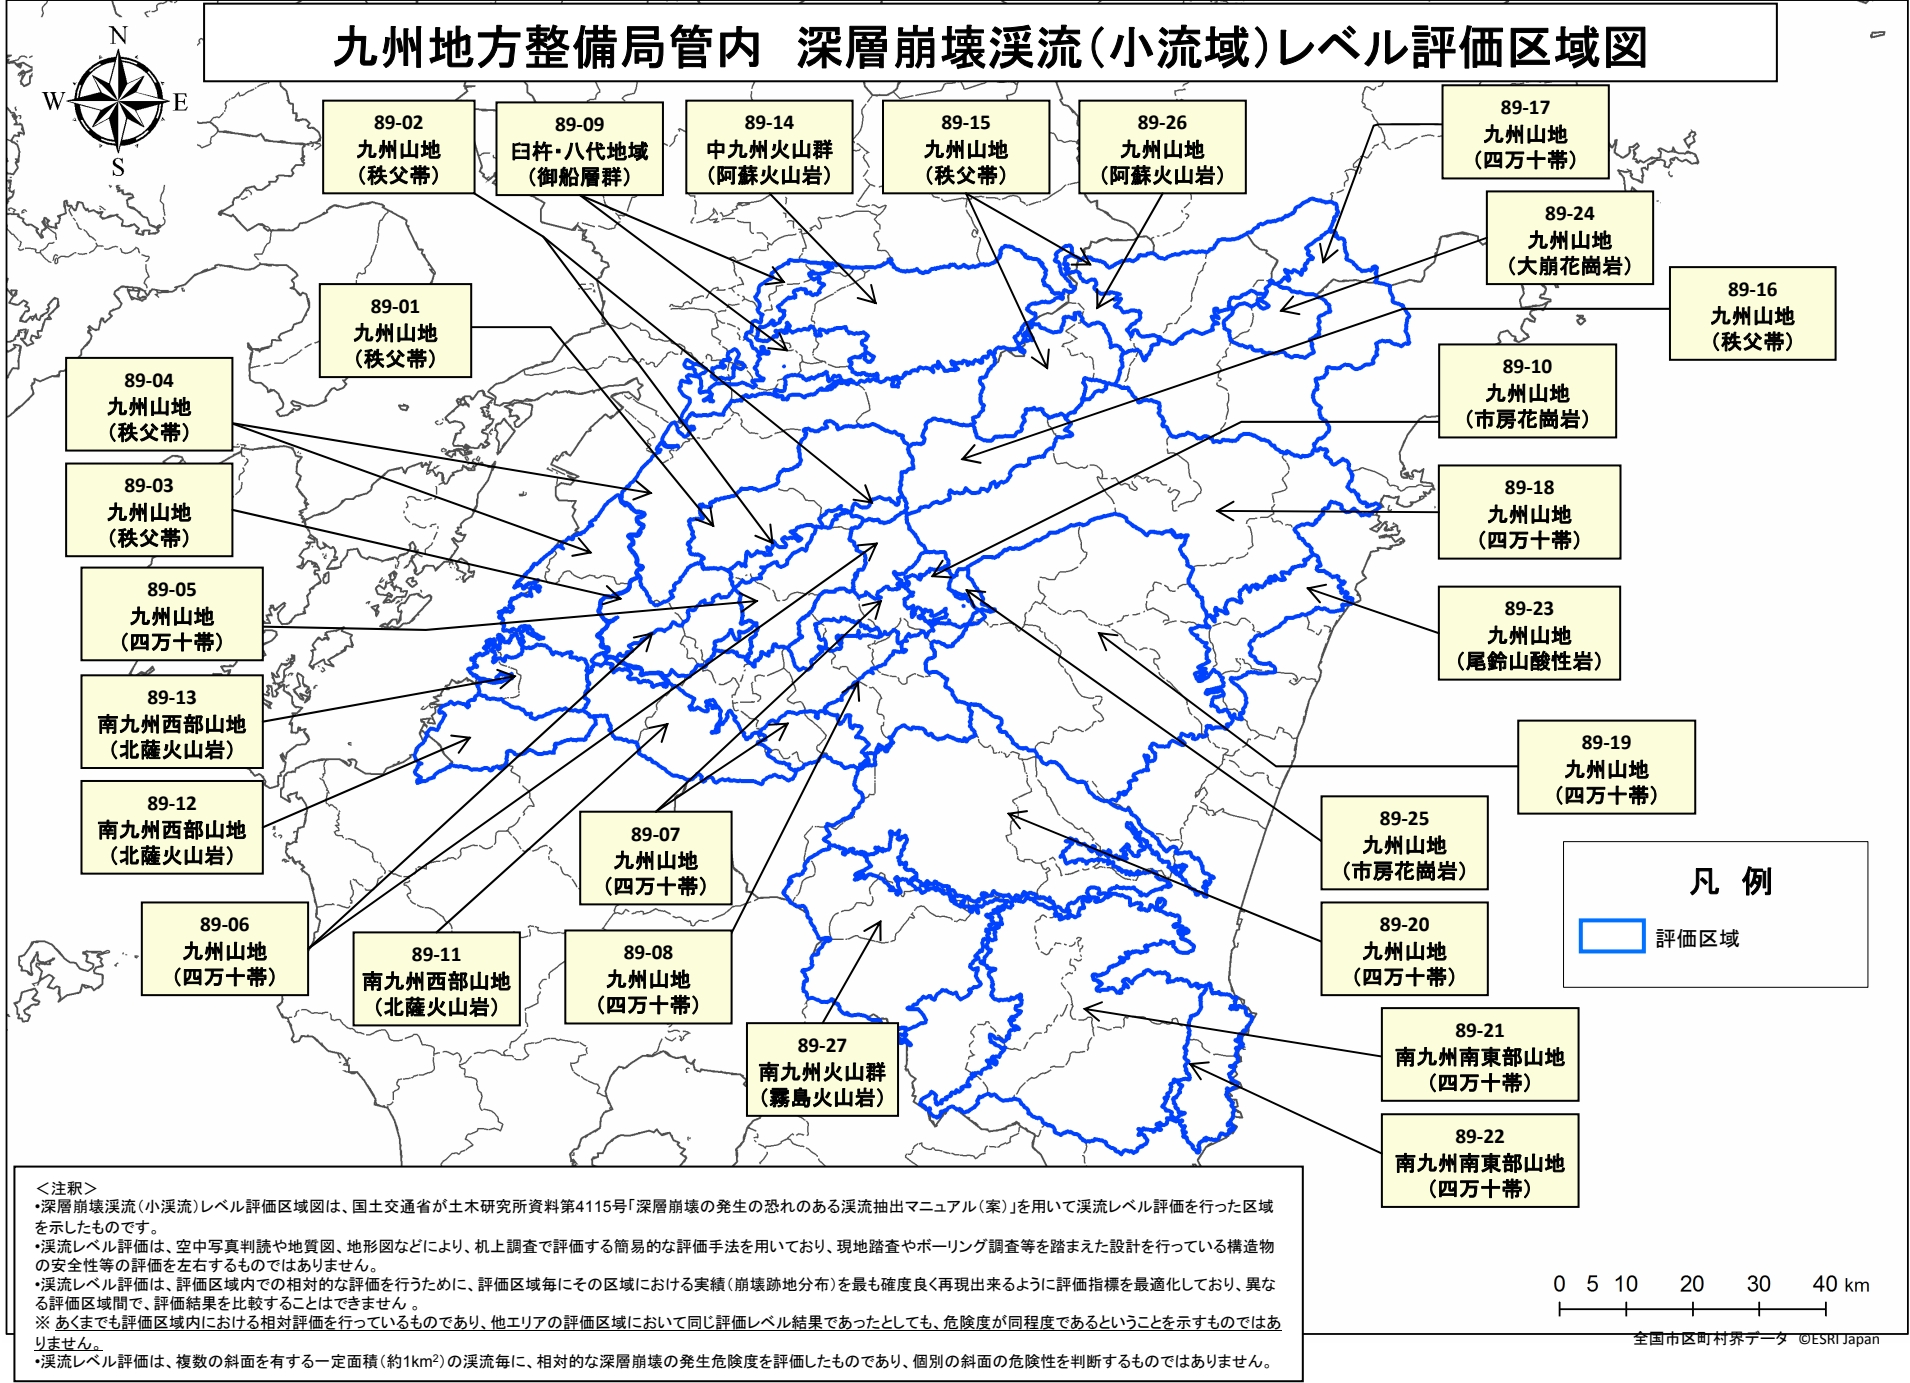 九州地方整備局管内 深層崩壊渓流（小流域）レベル評価区域図
N
W
E
S
89-02
九州山地
（秩父帯）
89-09
臼杵・八代地域
（御船層群）
89-14
中九州火山群
（阿蘇火山岩）
89-15
九州山地
（秩父帯）
89-26
九州山地
（阿蘇火山岩）
89-17
九州山地
（四万十帯）
89-24
九州山地
（大崩花崗岩）
89-16
九州山地
（秩父帯）
89-01
九州山地
（秩父帯）
89-04
九州山地
（秩父帯）
89-10
九州山地
（市房花崗岩）
89-03
九州山地
（秩父帯）
89-18
九州山地
（四万十帯）
89-05
九州山地
（四万十帯）
89-23
九州山地
（尾鈴山酸性岩）
89-13
南九州西部山地
（北薩火山岩）
89-19
九州山地
（四万十帯）
89-12
南九州西部山地
（北薩火山岩）
89-07
九州山地
（四万十帯）
89-25
九州山地
（市房花崗岩）
89-06
九州山地
（四万十帯）
89-11
南九州西部山地
（北薩火山岩）
89-08
九州山地
（四万十帯）
89-20
九州山地
（四万十帯）
89-27
南九州火山群
（霧島火山岩）
89-21
南九州南東部山地
（四万十帯）
89-22
南九州南東部山地
（四万十帯）
凡 例
評価区域
＜注釈＞
・深層崩壊渓流（小渓流）レベル評価区域図は、国土交通省が土木研究所資料第4115号「深層崩壊の発生の恐れのある渓流抽出マニュアル（案）」を用いて渓流レベル評価を行った区域
を示したものです。
・渓流レベル評価は、空中写真判読や地質図、地形図などにより、机上調査で評価する簡易的な評価手法を用いており、現地踏査やボーリング調査等を踏まえた設計を行っている構造物
の安全性等の評価を左右するものではありません。
・渓流レベル評価は、評価区域内での相対的な評価を行うために、評価区域毎にその区域における実績（崩壊跡地分布）を最も確度良く再現出来るように評価指標を最適化しており、異な
る評価区域間で、評価結果を比較することはできません 。
※ あくまでも評価区域内における相対評価を行っているものであり、他エリアの評価区域において同じ評価レベル結果であったとしても、危険度が同程度であるということを示すものではあ
りません。
・渓流レベル評価は、複数の斜面を有する一定面積（約1km²）の渓流毎に、相対的な深層崩壊の発生危険度を評価したものであり、個別の斜面の危険性を判断するものではありません。
0 5 10 20 30 40 km
全国市区町村界データ ©ESRI Japan